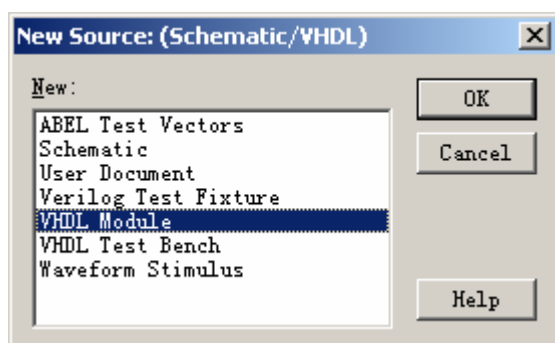 New Source: (Schematic/VHDL)
New:
ABEL Test Vectors
Schematic
User Document
Verilog Test Fixture
VHDL Module
VHDL Test Bench
Waveform Stimulus
OK
Cancel
Help